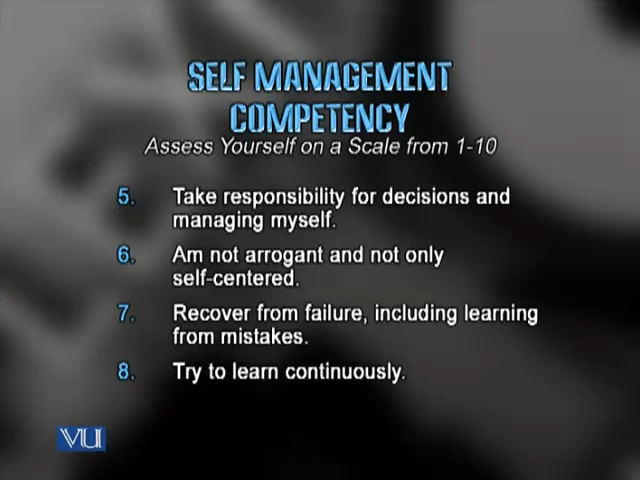 SELF MANAGEMENT
COMPETENCY
Assess Yourself on a Scale from 1-10
5. Take responsibility for decisions and
managing myself.
6. Am not arrogant and not only
self-centered.
7. Recover from failure, including learning
from mistakes.
8. Try to learn continuously.
VU